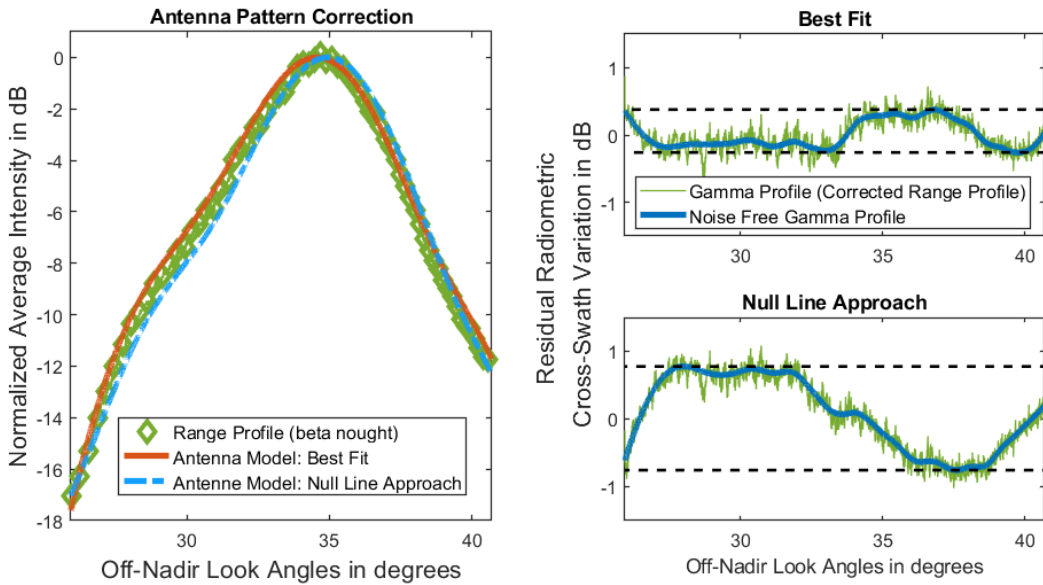 Antenna Pattern Correction
Normalized Average Intensity in dB
0
-2
-4
-6
-8
-10
-12
-14
-16
-18
Range Profile (beta nought)
Antenna Model: Best Fit
Antenne Model: Null Line Approach
30
35
40
Off-Nadir Look Angles in degrees
Residual Radiometric
Cross-Swath Variation in dB
Best Fit
1
0
-1
Gamma Profile (Corrected Range Profile)
Noise Free Gamma Profile
30
35
40
Null Line Approach
1
0
-1
30
35
40
Off-Nadir Look Angles in degrees